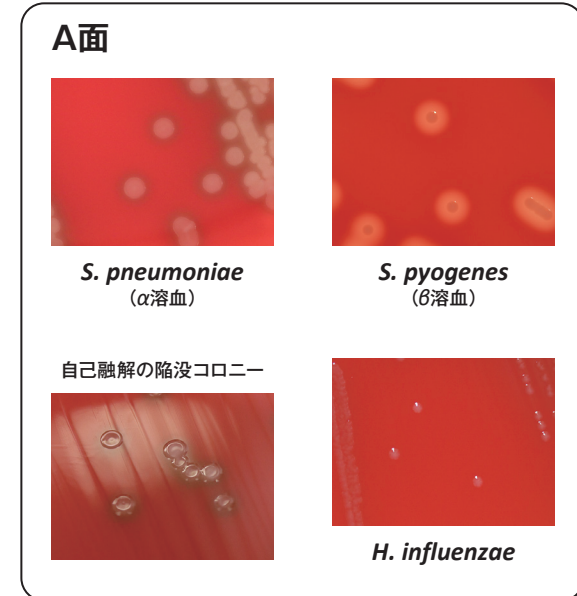 A面
S. pneumoniae
（α溶血）
S. pyogenes
（β溶血）
自己融解の陥没コロニー
H. influenzae